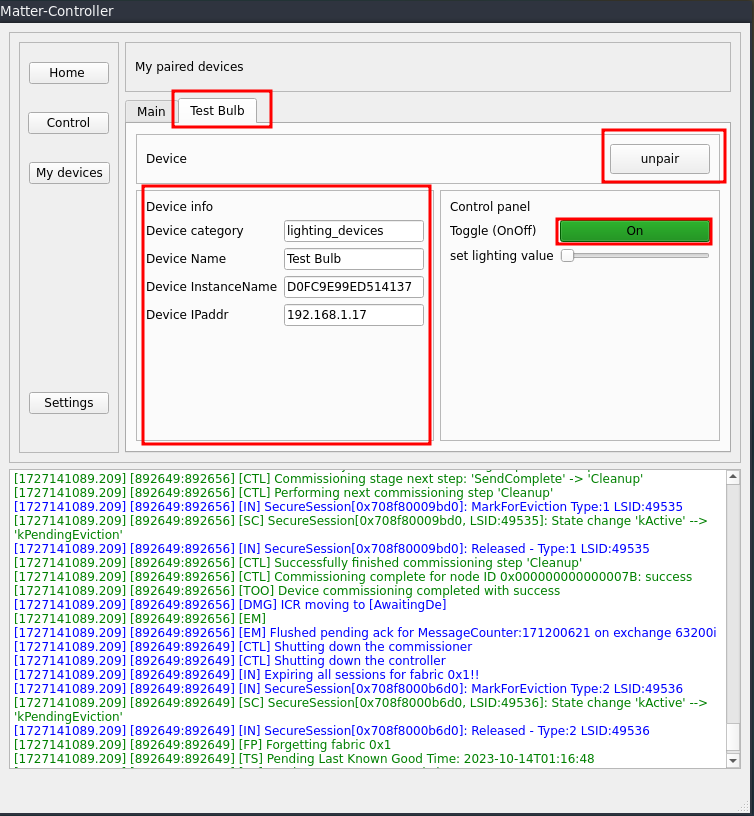 Matter-Controller
Home
Control
My devices
Settings
My paired devices
Main
Test Bulb
Device
unpair
Device info
Device category
lighting_devices
Device Name
Test Bulb
Device InstanceName
D0FC9E99ED514137
Device IPaddr
192.168.1.17
Control panel
Toggle (OnOff)
On
set lighting value
[1727141089.209] [892649:892656] [CTL] Commissioning stage next step: 'SendComplete' -> 'Cleanup'
[1727141089.209] [892649:892656] [CTL] Performing next commissioning step 'Cleanup'
[1727141089.209] [892649:892656] [IN] SecureSession[0x708f80009bd0]: MarkForEviction Type:1 LSID:49535
[1727141089.209] [892649:892656] [SC] SecureSession[0x708f80009bd0, LSID:49535]: State change 'kActive' -->
'kPendingEviction'
[1727141089.209] [892649:892656] [IN] SecureSession[0x708f80009bd0]: Released - Type:1 LSID:49535
[1727141089.209] [892649:892656] [CTL] Successfully finished commissioning step 'Cleanup'
[1727141089.209] [892649:892656] [CTL] Commissioning complete for node ID 0x000000000000007B: success
[1727141089.209] [892649:892656] [TOO] Device commissioning completed with success
[1727141089.209] [892649:892656] [DMG] ICR moving to [AwaitingDe]
[1727141089.209] [892649:892656] [EM]
[1727141089.209] [892649:892656] [EM] Flushed pending ack for MessageCounter:171200621 on exchange 63200i
[1727141089.209] [892649:892649] [CTL] Shutting down the commissioner
[1727141089.209] [892649:892649] [CTL] Shutting down the controller
[1727141089.209] [892649:892649] [IN] Expiring all sessions for fabric 0x1!!
[1727141089.209] [892649:892649] [IN] SecureSession[0x708f8000b6d0]: MarkForEviction Type:2 LSID:49536
[1727141089.209] [892649:892649] [SC] SecureSession[0x708f8000b6d0, LSID:49536]: State change 'kActive' -->
'kPendingEviction'
[1727141089.209] [892649:892649] [IN] SecureSession[0x708f8000b6d0]: Released - Type:2 LSID:49536
[1727141089.209] [892649:892649] [FP] Forgetting fabric 0x1
[1727141089.209] [892649:892649] [TS] Pending Last Known Good Time: 2023-10-14T01:16:48